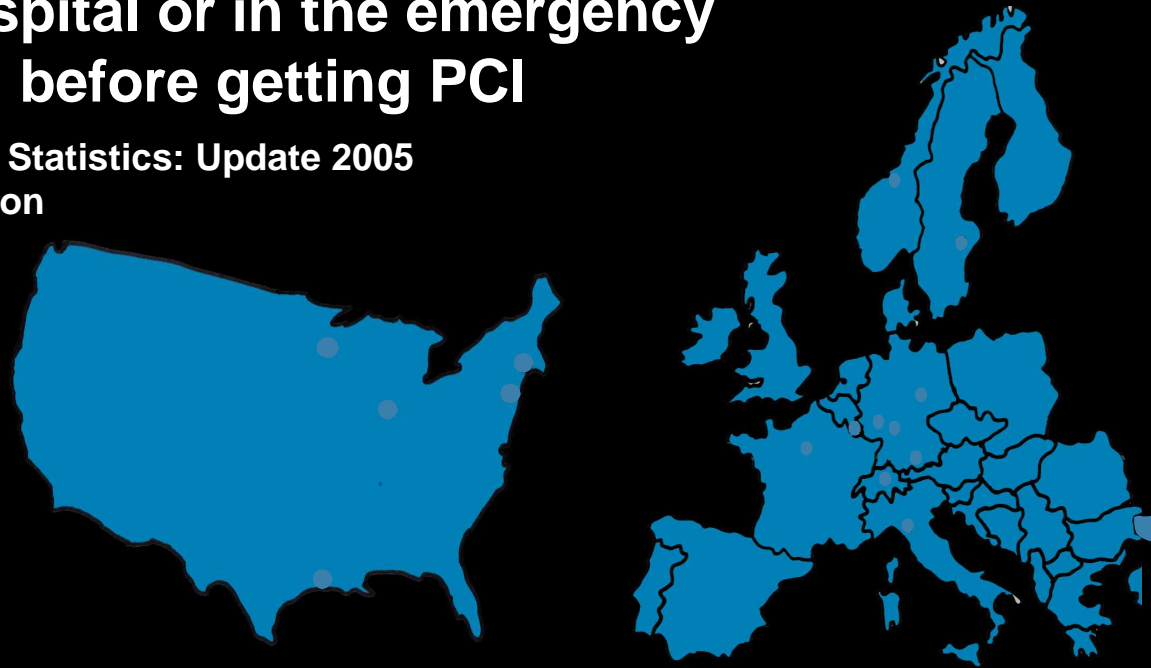 spital or in the emergency
before getting PCI
Statistics: Update 2005
on